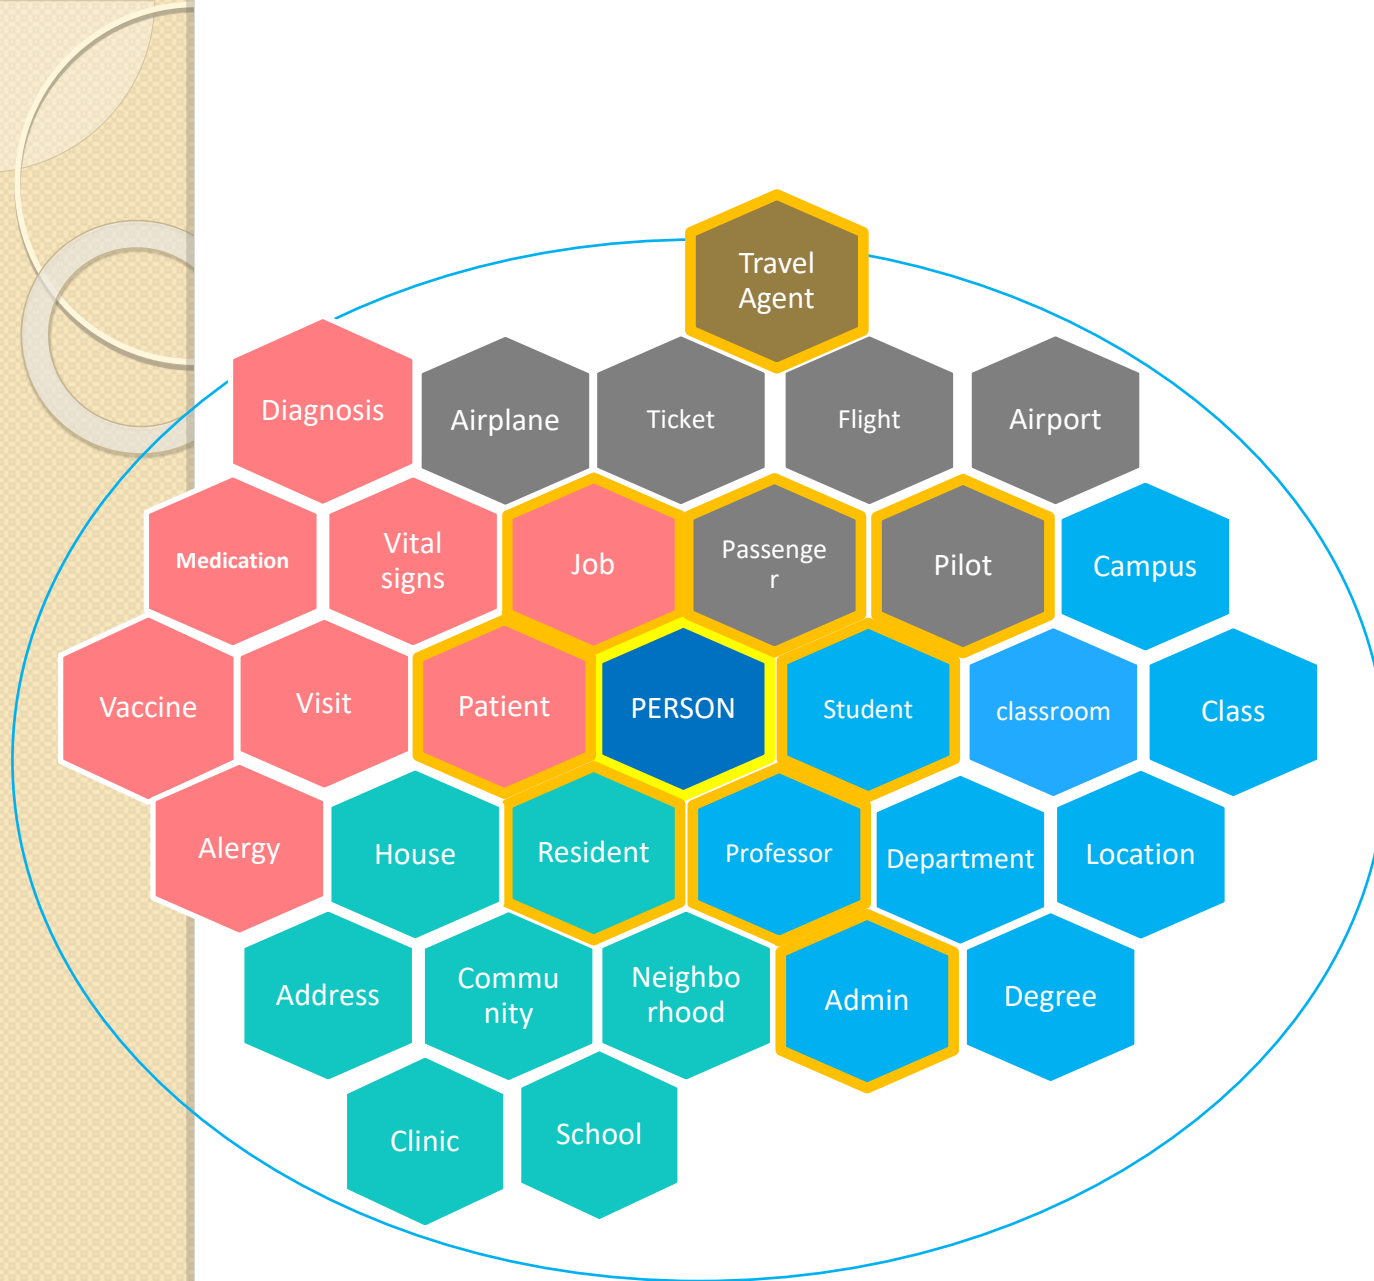 Travel
Agent
Diagnosis
Airplane
Ticket
Flight
Airport
Medication
Vital
signs
Job
Passenge
r
Pilot
Campus
Vaccine
Visit
Patient
PERSON
Student
classroom
Class
Alergy
House
Resident
Professor
Department
Location
Address
Commu
nity
Neighbo
rhood
Admin
Degree
Clinic
School